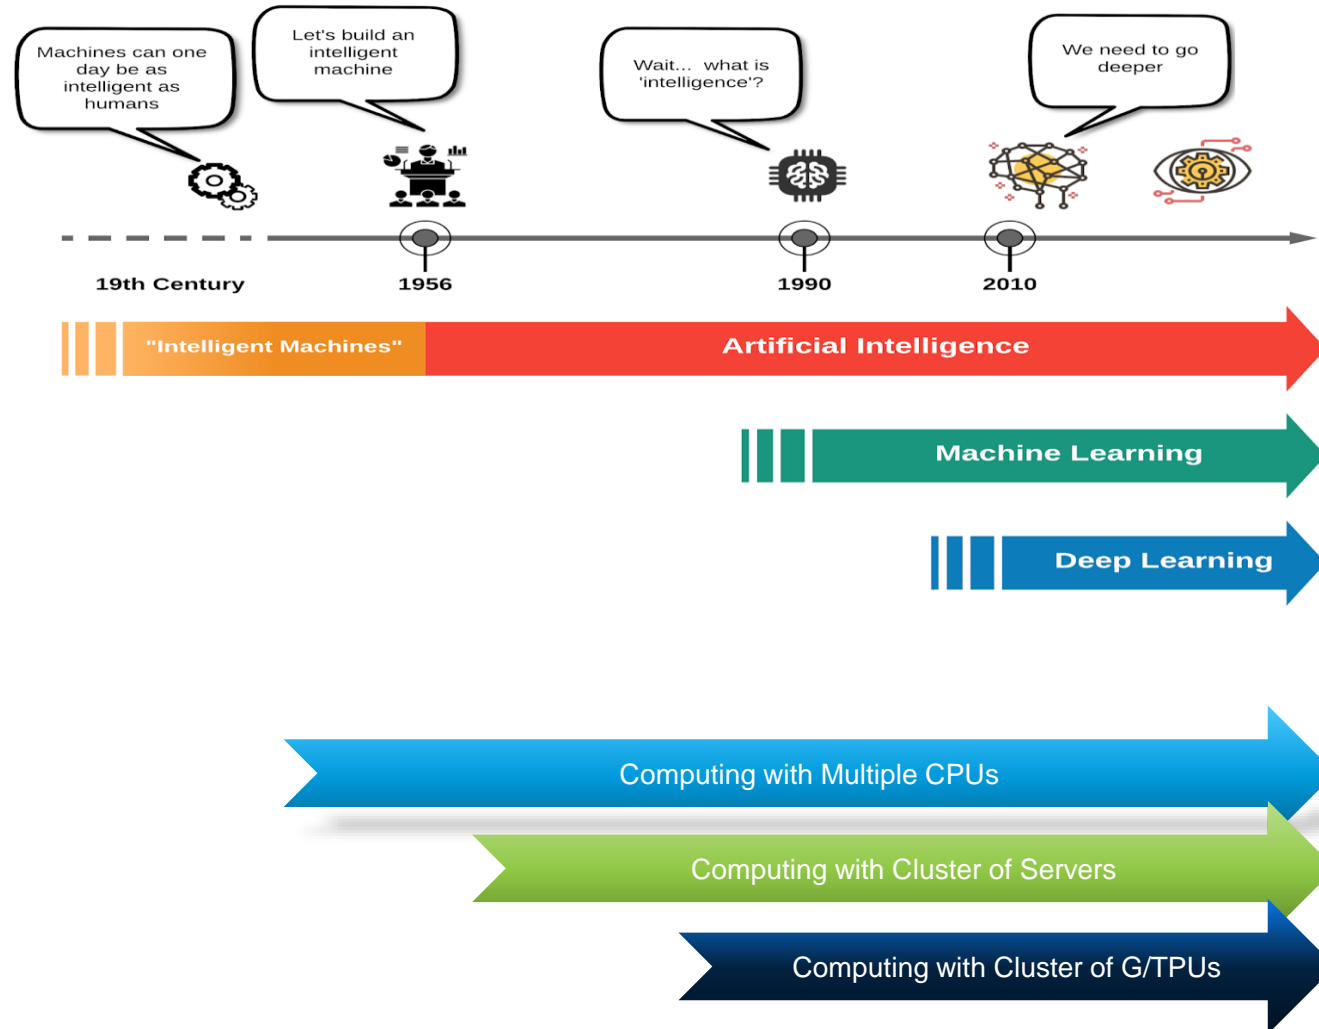 Machines can one
day be as
intelligent as
humans
Let's build an
intelligent
machine
Wait... what is
'intelligence'?
We need to go
deeper
19th Century
1956
1990
2010
"Intelligent Machines"
Artificial Intelligence
Machine Learning
Deep Learning
Computing with Multiple CPUs
Computing with Cluster of Servers
Computing with Cluster of G/TPUs